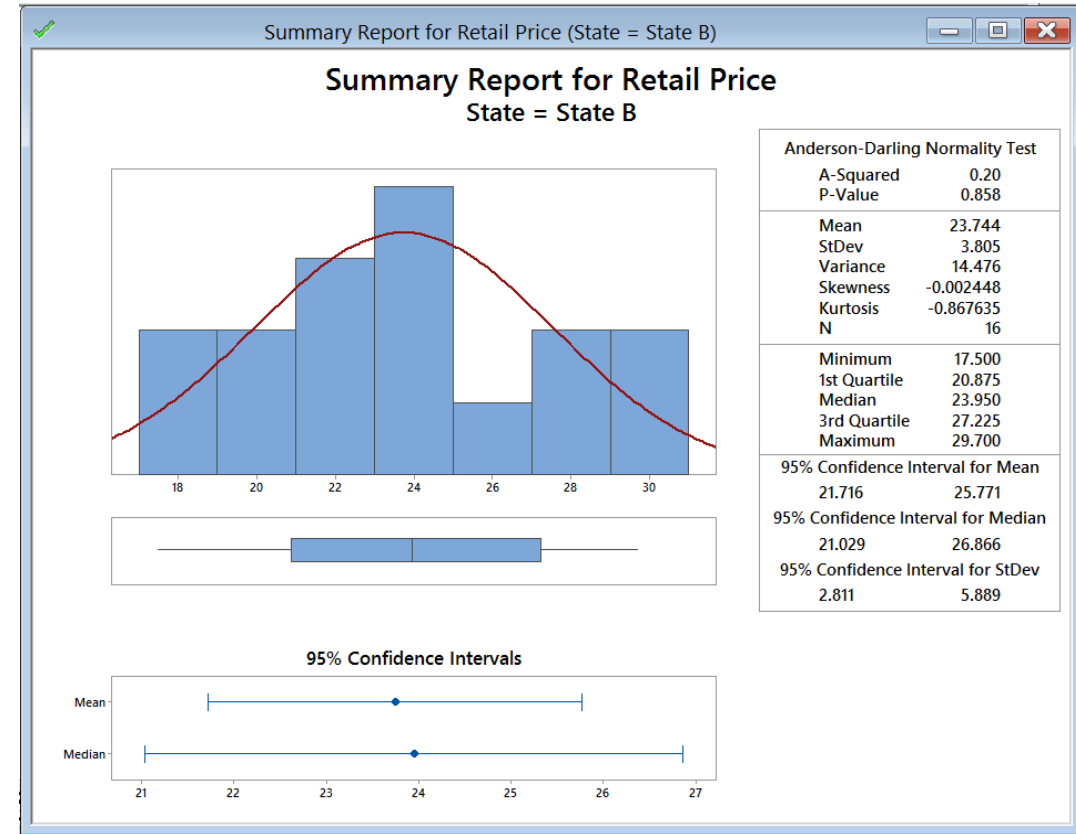 Summary Report for Retail Price (State = State B)
Summary Report for Retail Price
State = State B
18 20 22 24 26 28 30
95% Confidence Intervals
Mean
Median
21 22 23 24 25 26 27
Anderson-Darling Normality Test
A-Squared 0.20
P-Value 0.858
Mean 23.744
StDev 3.805
Variance 14.476
Skewness -0.002448
Kurtosis -0.867635
N 16
Minimum 17.500
1st Quartile 20.875
Median 23.950
3rd Quartile 27.225
Maximum 29.700
95% Confidence Interval for Mean
21.716 25.771
95% Confidence Interval for Median
21.029 26.866
95% Confidence Interval for StDev
2.811 5.889